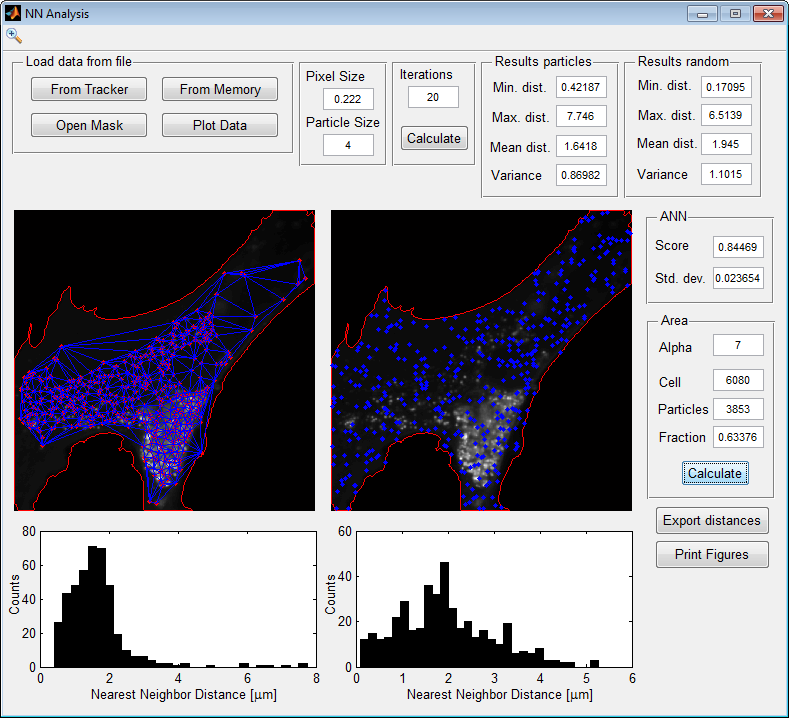 NN Analysis
Load data from file
From Tracker
From Memory
Open Mask
Plot Data
Pixel Size
0.222
Particle Size
4
Iterations
20
Calculate
Results particles
Min. dist. 0.42187
Max. dist. 7.746
Mean dist. 1.6418
Variance 0.86982
Results random
Min. dist. 0.17095
Max. dist. 6.5139
Mean dist. 1.945
Variance 1.1015
ANN
Score 0.84469
Std. dev. 0.023654
Area
Alpha 7
Cell 6080
Particles 3853
Fraction 0.63376
Calculate
Export distances
Print Figures
80
60
40
20
0
Counts
0 2 4 6 8
Nearest Neighbor Distance [μm]
60
40
20
0
Counts
0 1 2 3 4 5 6
Nearest Neighbor Distance [μm]